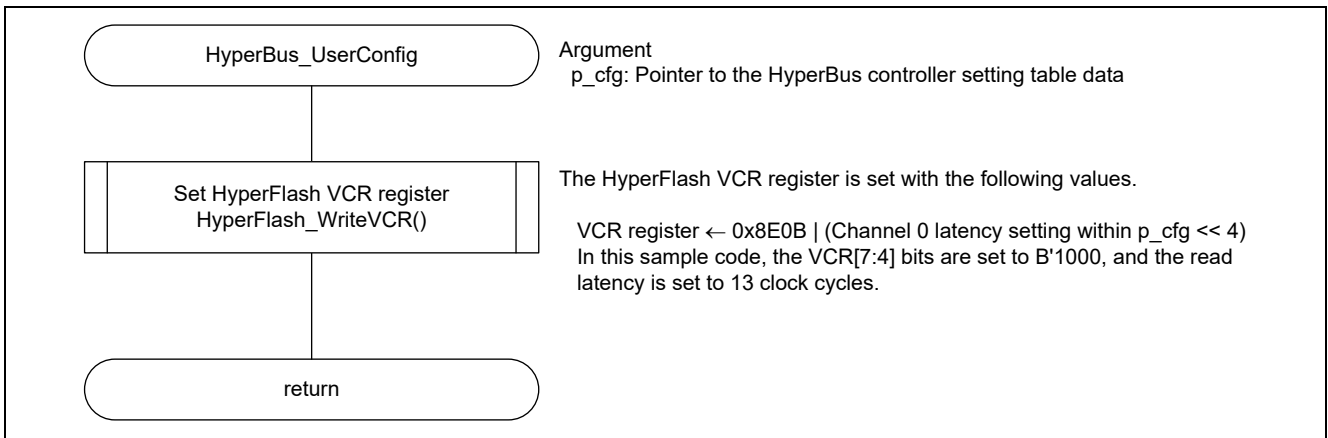 HyperBus_UserConfig
Argument
p_cfg: Pointer to the HyperBus controller setting table data
Set HyperFlash VCR register
HyperFlash_WriteVCR()
The HyperFlash VCR register is set with the following values.
VCR register ← 0x8E0B | (Channel 0 latency setting within p_cfg << 4)
In this sample code, the VCR[7:4] bits are set to B'1000, and the read
latency is set to 13 clock cycles.
return